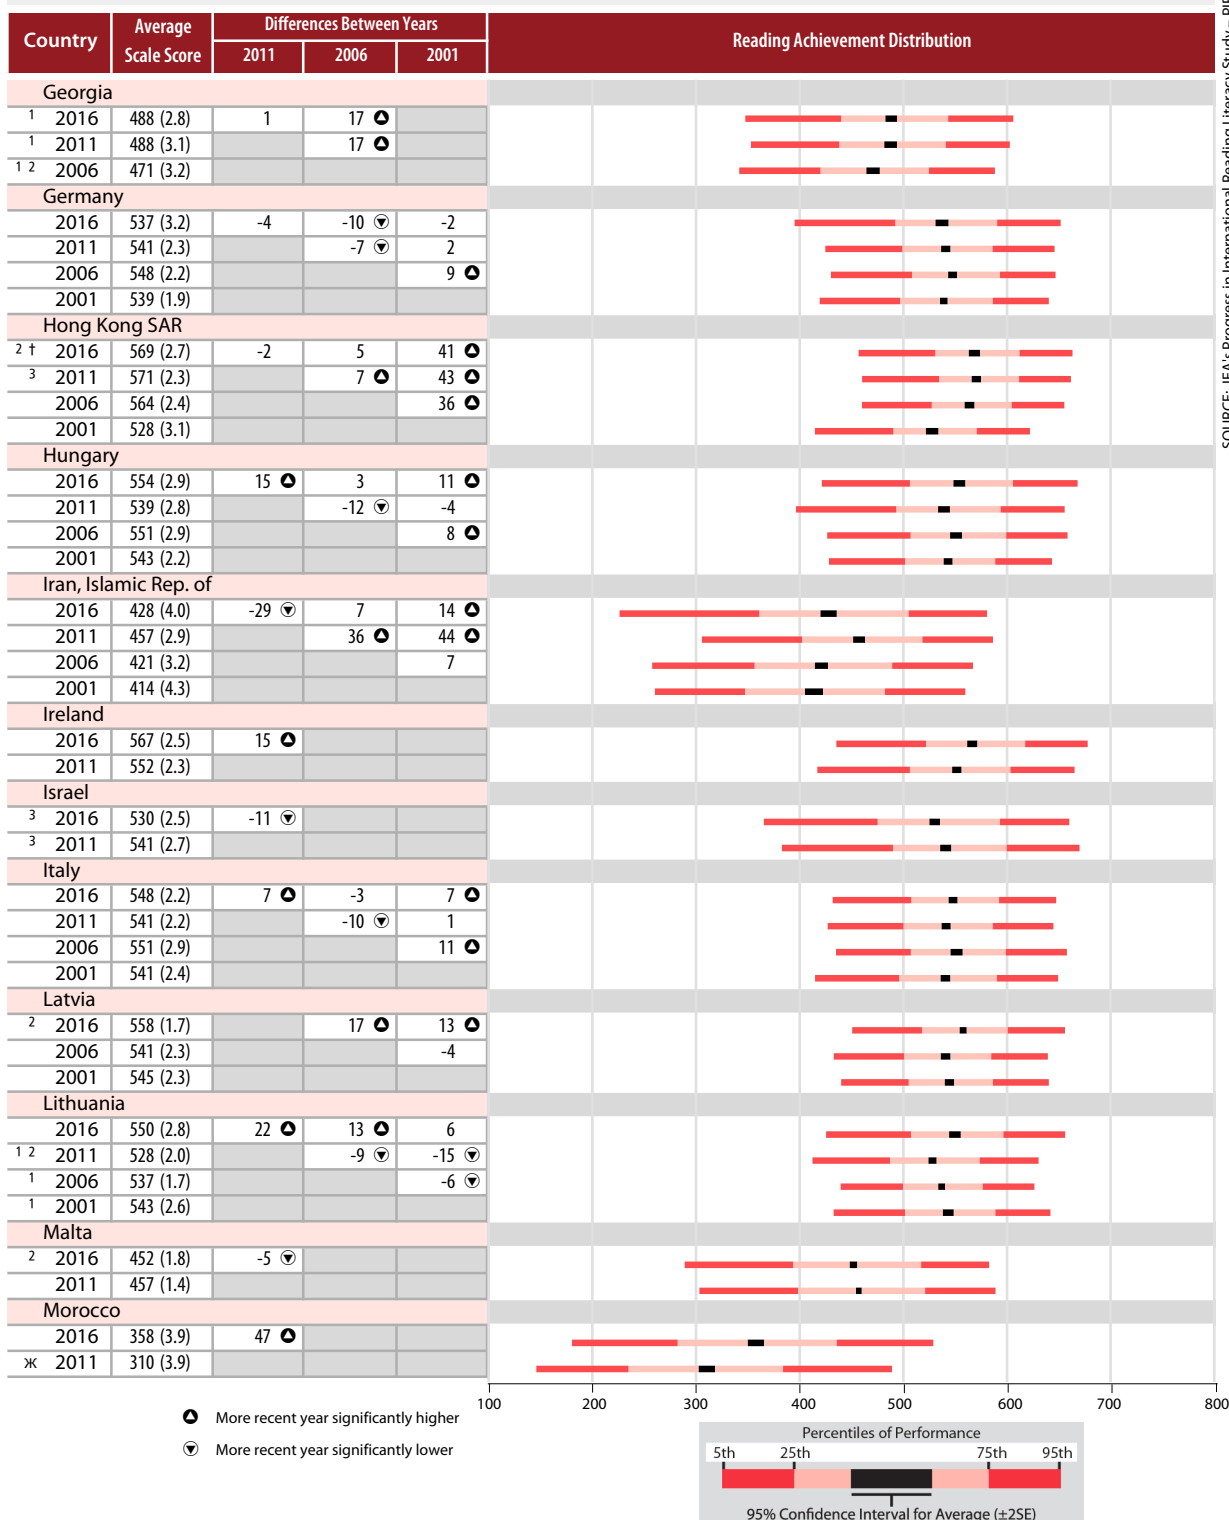 Country Average Scale Score Differences Between Years Reading Achievement Distribution
2011 2006 2001
Georgia
1 2016 488 (2.8) 1 17
1 2011 488 (3.1) 17
1 2 2006 471 (3.2)
Germany
2016 537 (3.2) -4 -10 -2
2011 541 (2.3) -7 2
2006 548 (2.2) 9
2001 539 (1.9)
Hong Kong SAR
2 † 2016 569 (2.7) -2 5 41
3 2011 571 (2.3) 7 43
2006 564 (2.4) 36
2001 528 (3.1)
Hungary
2016 554 (2.9) 15 3 11
2011 539 (2.8) -12 -4
2006 551 (2.9) 8
2001 543 (2.2)
Iran, Islamic Rep. of
2016 428 (4.0) -29 7 14
2011 457 (2.9) 36 44
2006 421 (3.2) 7
2001 414 (4.3)
Ireland
2016 567 (2.5) 15
2011 552 (2.3)
Israel
3 2016 530 (2.5) -11
3 2011 541 (2.7)
Italy
2016 548 (2.2) 7 -3 7
2011 541 (2.2) -10 1
2006 551 (2.9) 11
2001 541 (2.4)
Latvia
2 2016 558 (1.7) 17 13
2006 541 (2.3) -4
2001 545 (2.3)
Lithuania
2016 550 (2.8) 22 13 6
1 2 2011 528 (2.0) -9 -15
1 2006 537 (1.7) -6
1 2001 543 (2.6)
Malta
2 2016 452 (1.8) -5
2011 457 (1.4)
Morocco
2016 358 (3.9) 47
ж 2011 310 (3.9)
100 200 300 400 500 600 700 800
More recent year significantly higher
More recent year significantly lower
Percentiles of Performance
5th 25th 75th 95th
95% Confidence Interval for Average (±2SE)
SOURCE: IEA's Progress in International Reading Literacy Study –